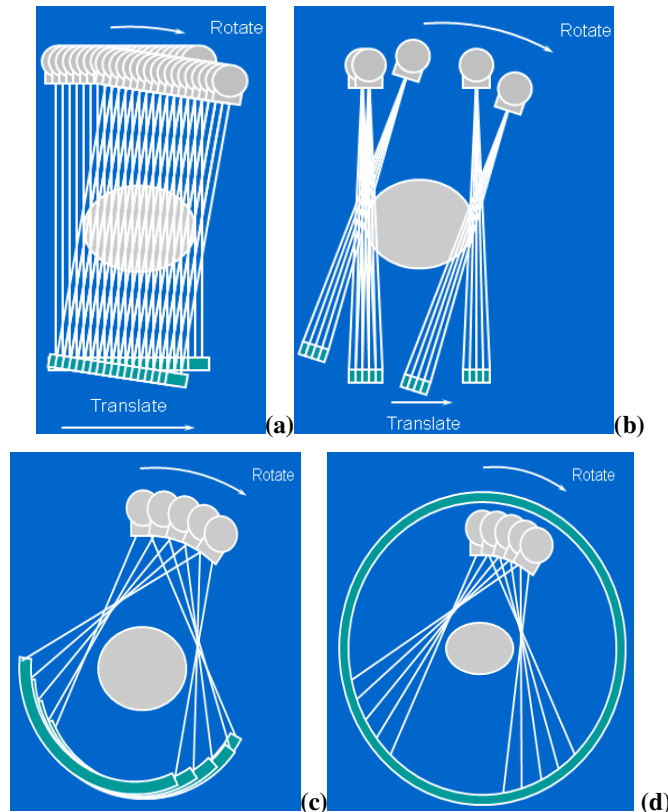 Rotate
Translate
(a)
Rotate
Translate
(b)
Rotate
(c)
Rotate
(d)